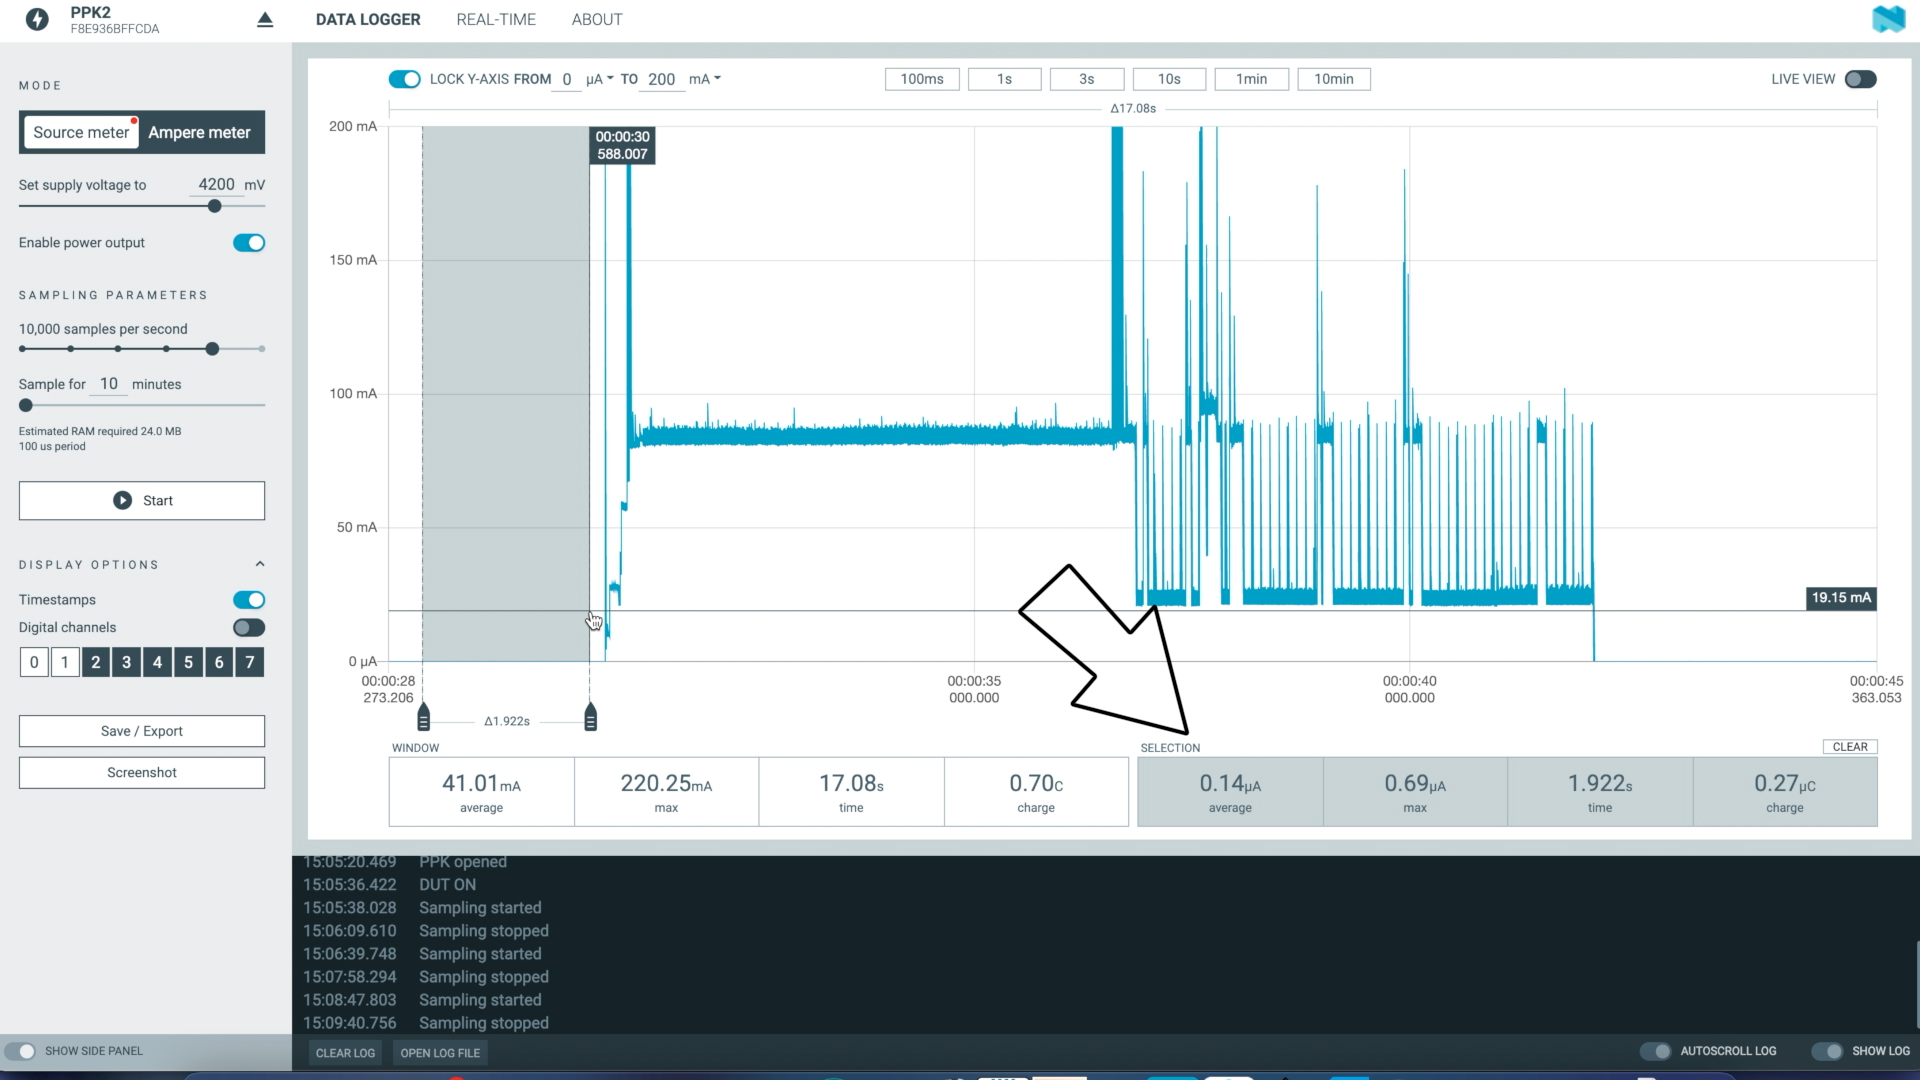 PPK2
F8E936BFFCDA
DATA LOGGER
REAL-TIME
ABOUT
MODE
Source meter
Ampere meter
Set supply voltage to 4200 mV
Enable power output
SAMPLING PARAMETERS
10,000 samples per second
Sample for 10 minutes
Estimated RAM required 24.0 MB
100 us period
Start
DISPLAY OPTIONS
Timestamps
Digital channels
0 1 2 3 4 5 6 7
Save / Export
Screenshot
SHOW SIDE PANEL
LOCK Y-AXIS FROM 0 µA TO 200 mA
100ms
1s
3s
10s
1min
10min
LIVE VIEW
Δ17.08s
200 mA
150 mA
100 mA
50 mA
0 µA
00:00:30
588.007
19.15 mA
00:00:28
273.206
00:00:35
000.000
00:00:40
000.000
00:00:45
363.053
Δ1.922s
WINDOW
41.01mA
average
220.25mA
max
17.08s
time
0.70C
charge
SELECTION
CLEAR
0.14µA
average
0.69µA
max
1.922s
time
0.27µC
charge
15:05:20.469 PPK opened
15:05:36.422 DUT ON
15:05:38.028 Sampling started
15:06:09.610 Sampling stopped
15:06:39.748 Sampling started
15:07:58.294 Sampling stopped
15:08:47.803 Sampling started
15:09:40.756 Sampling stopped
CLEAR LOG
OPEN LOG FILE
AUTOSCROLL LOG
SHOW LOG